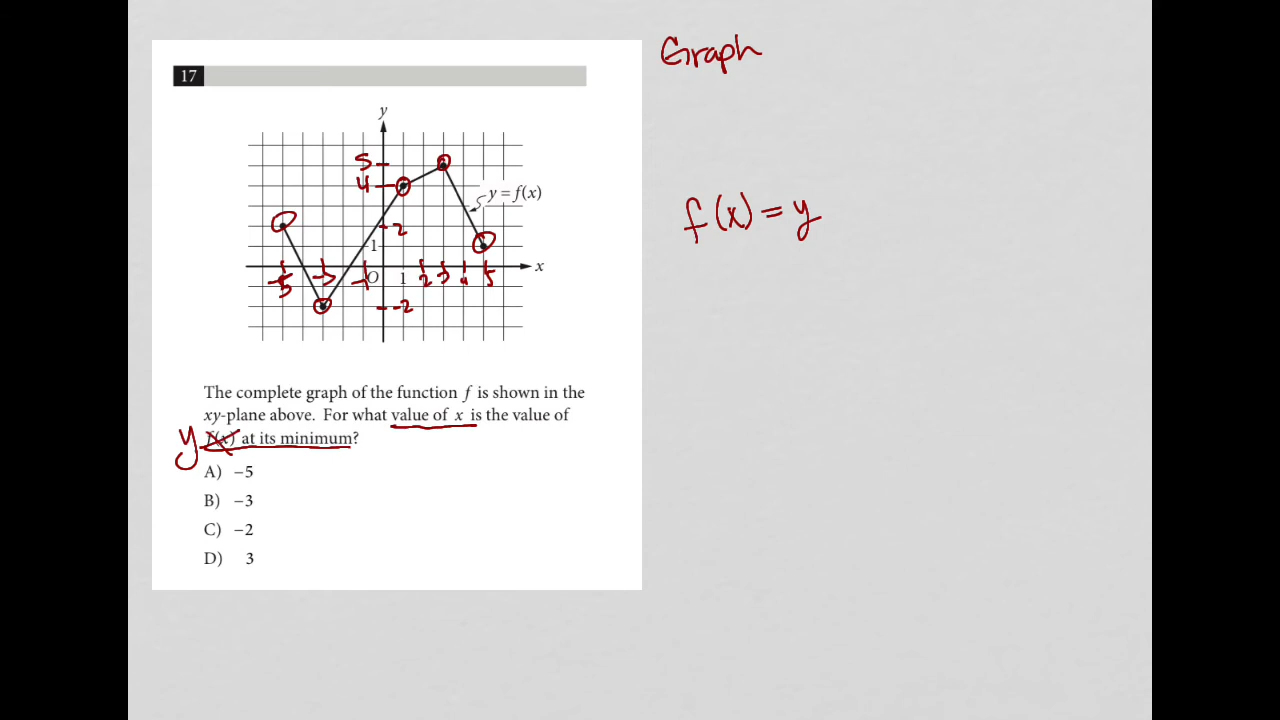 Graph
17
y
5
4
y = f(x)
f(x) = y
2
1
x
-5 -3 -1 O 1 2 3 4 5
-2
The complete graph of the function f is shown in the
xy-plane above. For what value of x is the value of
y f(x) at its minimum?
A) −5
B) −3
C) −2
D) 3